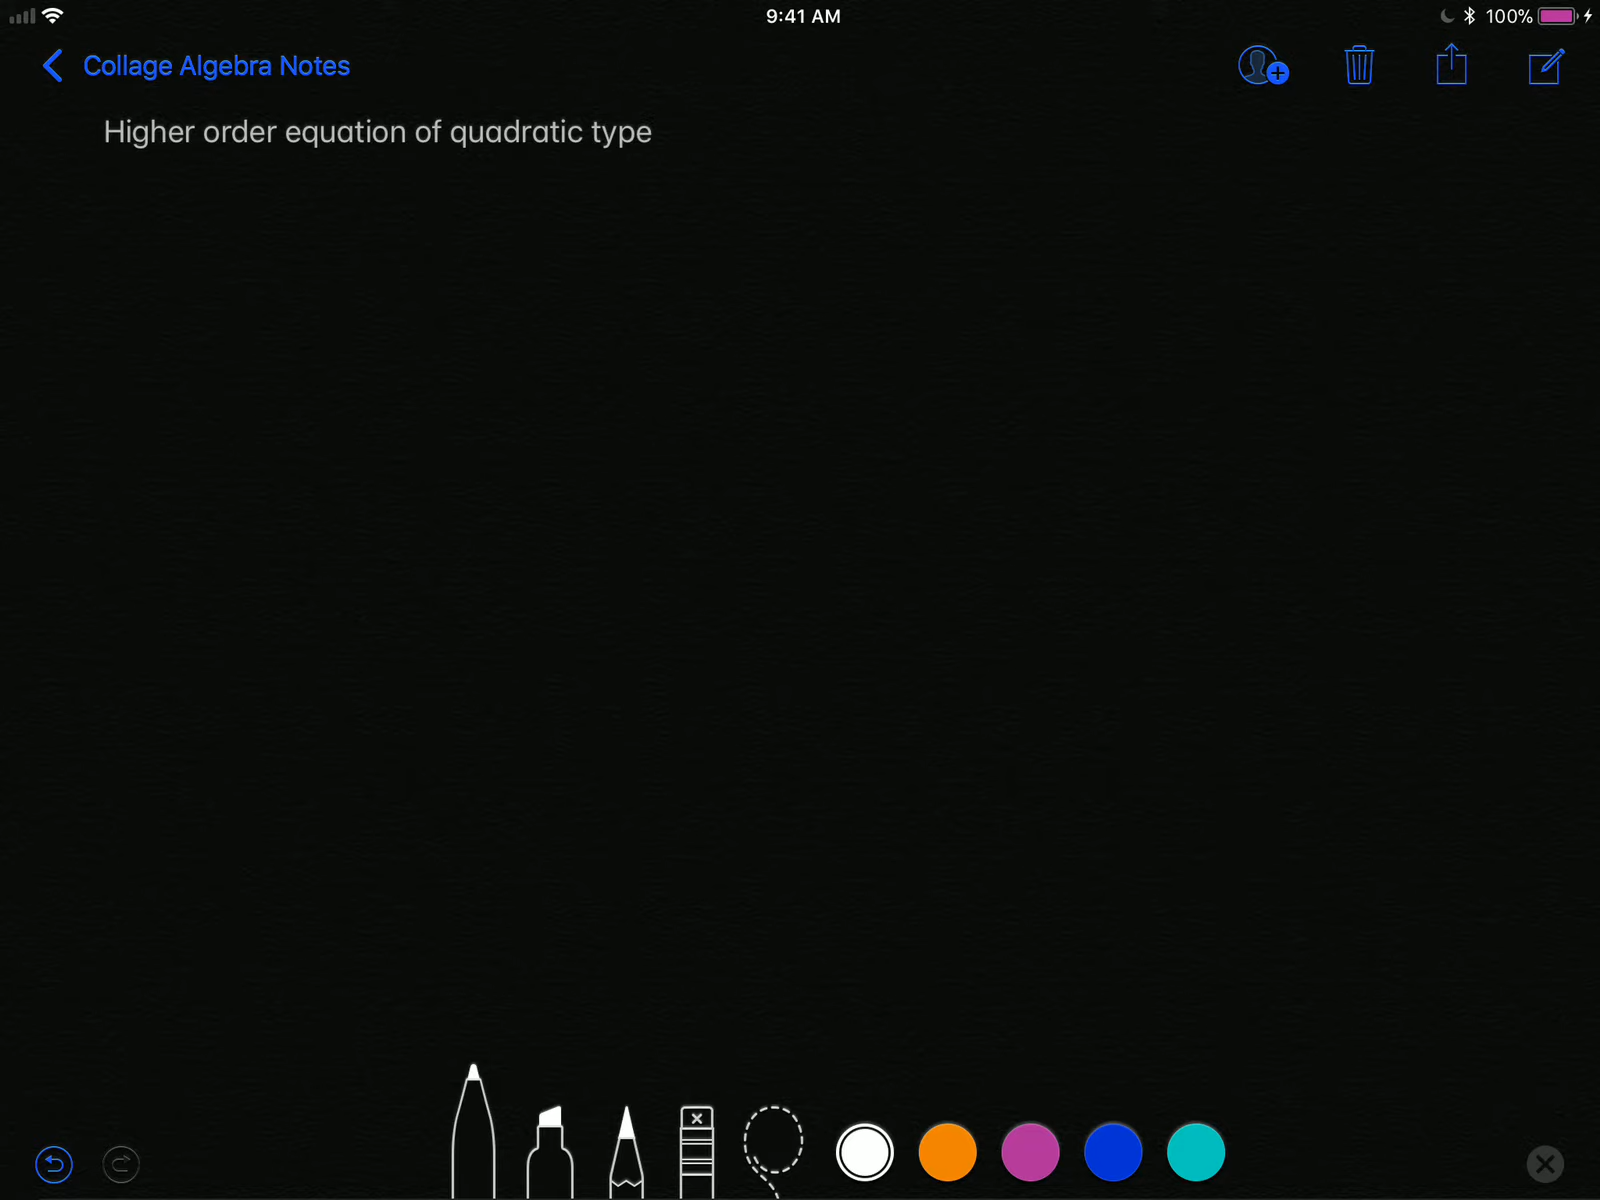 9:41 AM
100%
Collage Algebra Notes
Higher order equation of quadratic type